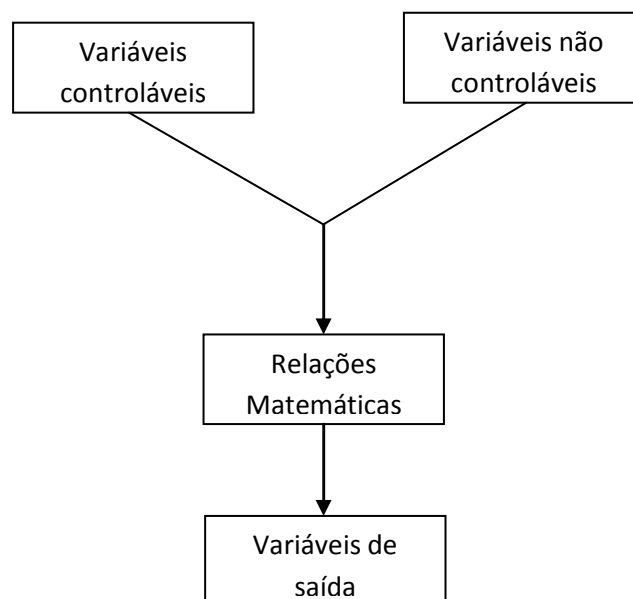 Variáveis
controláveis
Variáveis não
controláveis
Relações
Matemáticas
Variáveis de
saída